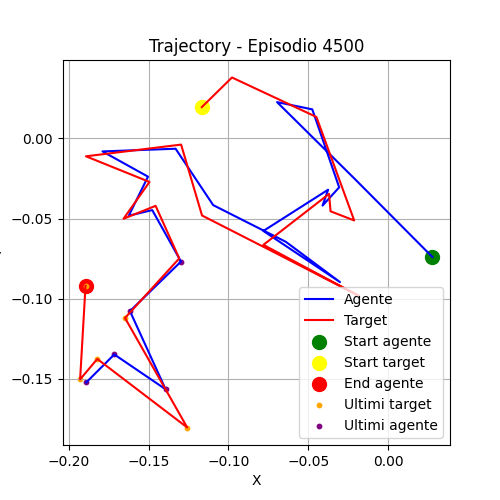 Trajectory - Episodio 4500
0.00
−0.05
−0.10
−0.15
−0.20
−0.15
−0.10
−0.05
0.00
X
Agente
Target
Start agente
Start target
End agente
Ultimi target
Ultimi agente